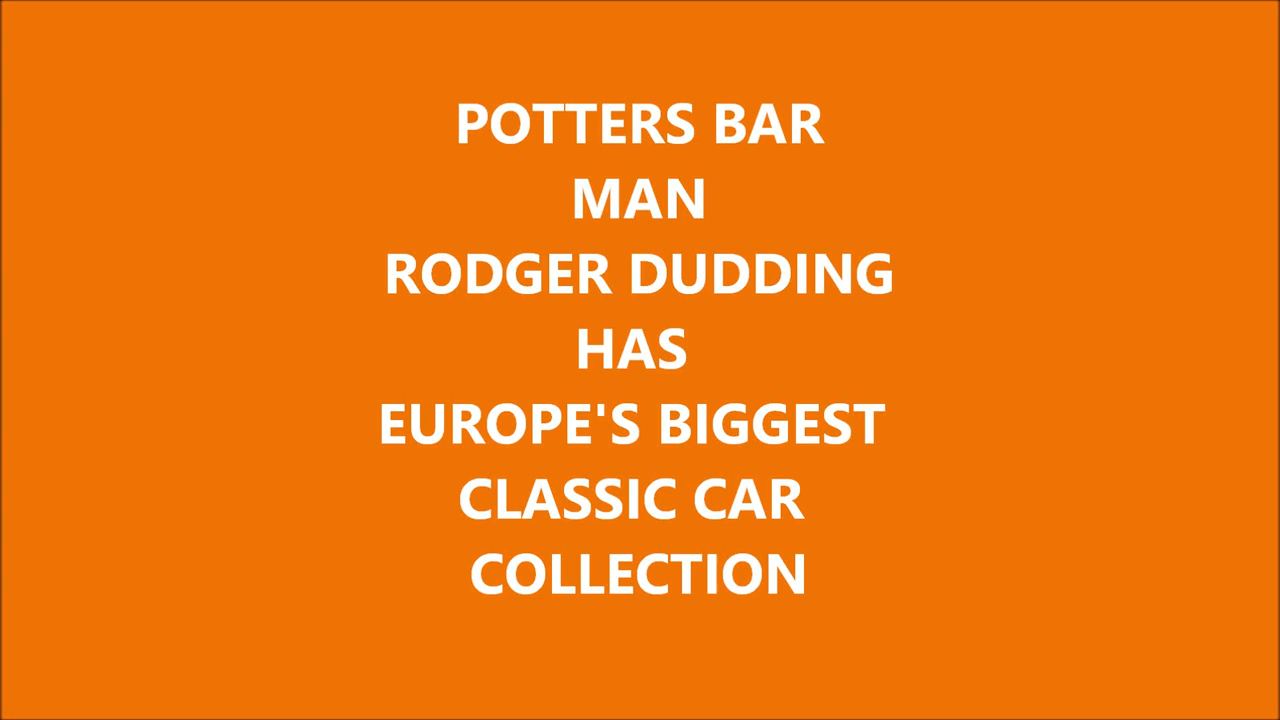 POTTERS BAR
MAN
RODGER DUDDING
HAS
EUROPE'S BIGGEST
CLASSIC CAR
COLLECTION